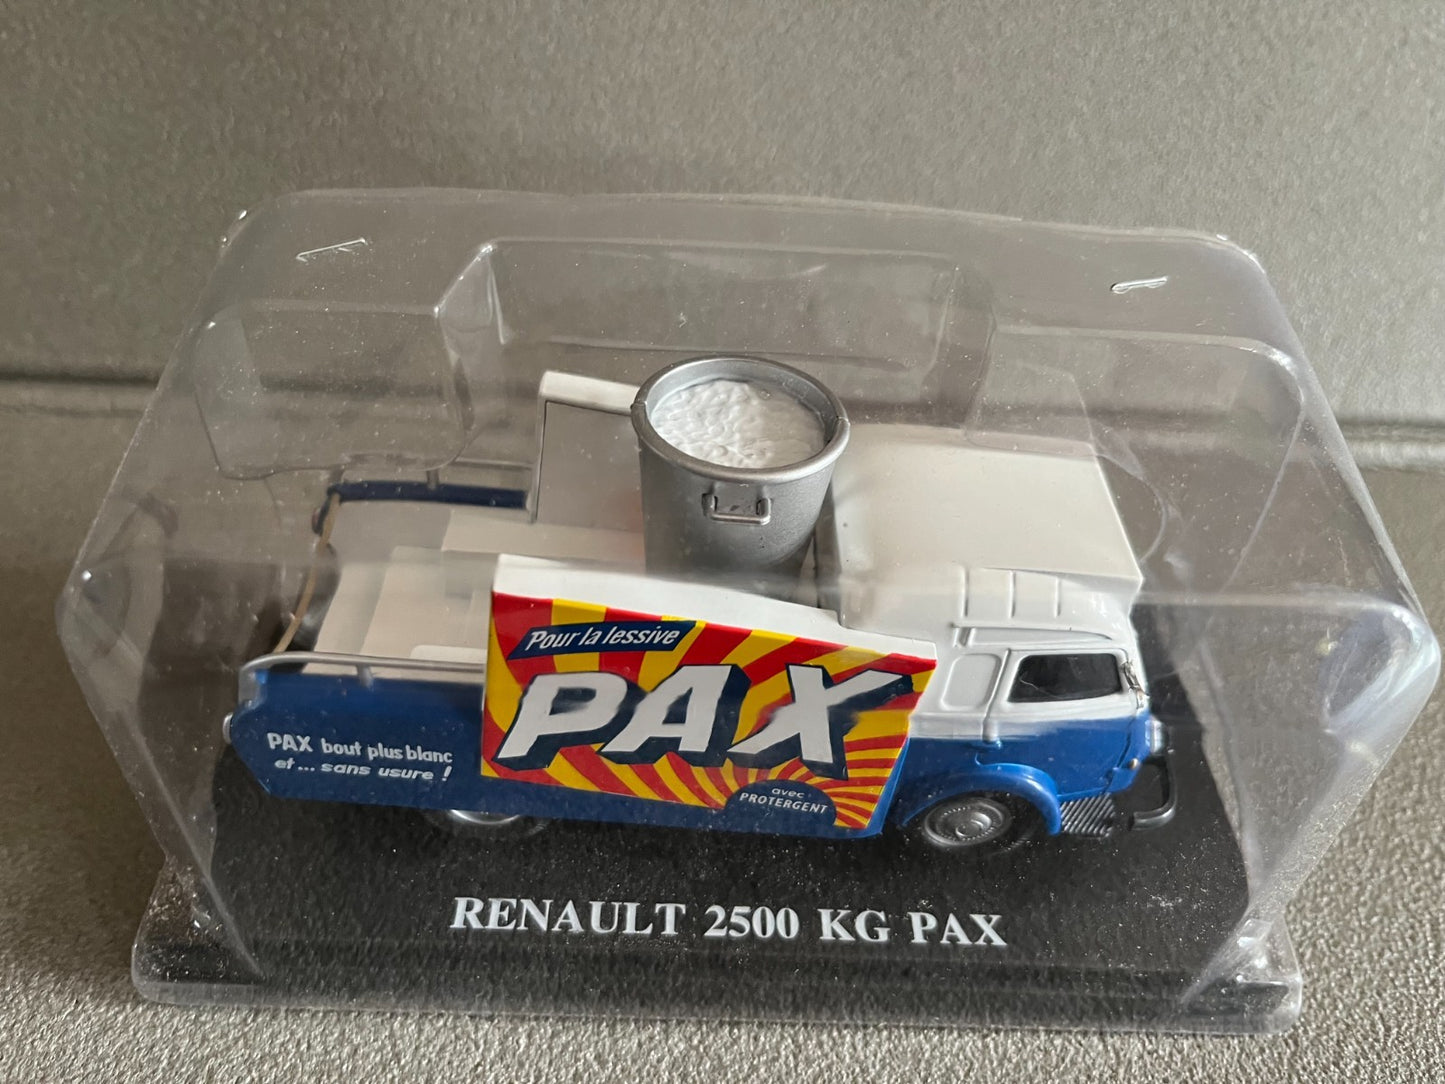 Pour la lessive
PAX
PAX bout plus blanc
et... sans usure !
avec
PROTERGENT
RENAULT 2500 KG PAX